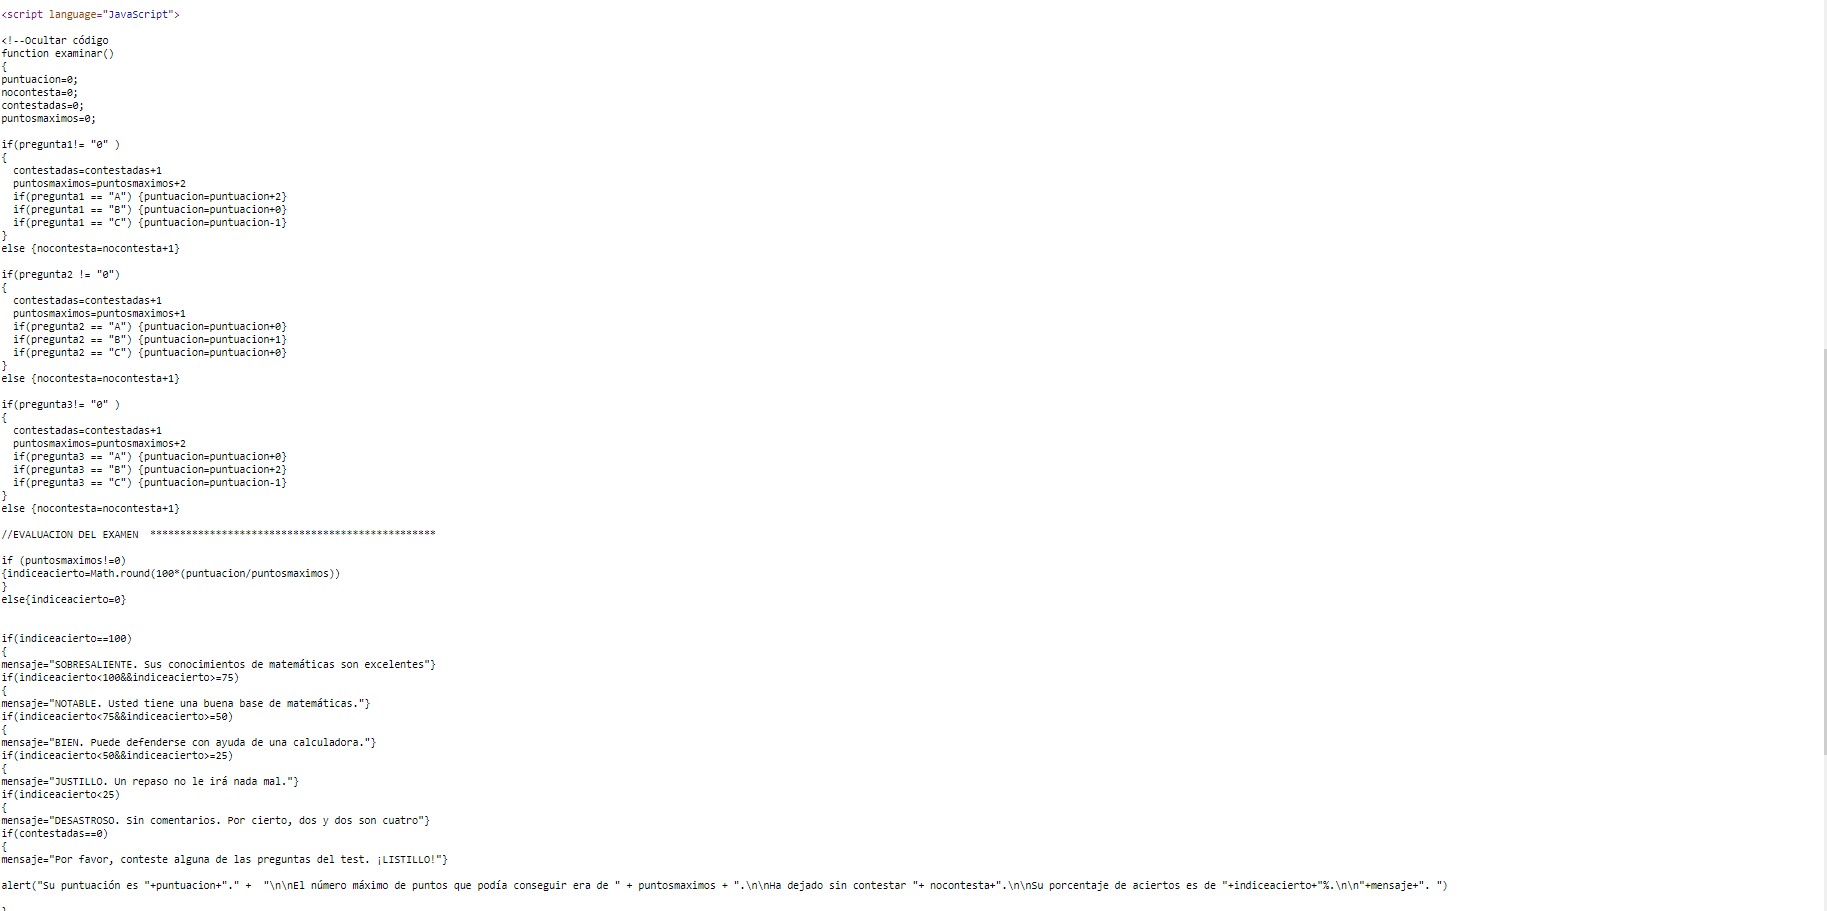 <script language="JavaScript">
<!--Ocultar código
function examinar()
{
puntuacion=0;
nocontesta=0;
contestadas=0;
puntosmaximos=0;
if(pregunta1!= "0" )
{
contestadas=contestadas+1
puntosmaximos=puntosmaximos+2
if(pregunta1 == "A") {puntuacion=puntuacion+2}
if(pregunta1 == "B") {puntuacion=puntuacion+0}
if(pregunta1 == "C") {puntuacion=puntuacion-1}
}
else {nocontesta=nocontesta+1}
if(pregunta2 != "0")
{
contestadas=contestadas+1
puntosmaximos=puntosmaximos+1
if(pregunta2 == "A") {puntuacion=puntuacion+0}
if(pregunta2 == "B") {puntuacion=puntuacion+1}
if(pregunta2 == "C") {puntuacion=puntuacion+0}
}
else {nocontesta=nocontesta+1}
if(pregunta3!= "0" )
{
contestadas=contestadas+1
puntosmaximos=puntosmaximos+2
if(pregunta3 == "A") {puntuacion=puntuacion+0}
if(pregunta3 == "B") {puntuacion=puntuacion+2}
if(pregunta3 == "C") {puntuacion=puntuacion-1}
}
else {nocontesta=nocontesta+1}
//EVALUACION DEL EXAMEN ************************************************
if (puntosmaximos!=0)
{indiceacierto=Math.round(100*(puntuacion/puntosmaximos))
}
else{indiceacierto=0}
if(indiceacierto==100)
{
mensaje="SOBRESALIENTE. Sus conocimientos de matemáticas son excelentes"}
if(indiceacierto<100&&indiceacierto>=75)
{
mensaje="NOTABLE. Usted tiene una buena base de matemáticas."}
if(indiceacierto<75&&indiceacierto>=50)
{
mensaje="BIEN. Puede defenderse con ayuda de una calculadora."}
if(indiceacierto<50&&indiceacierto>=25)
{
mensaje="JUSTILLO. Un repaso no le irá nada mal."}
if(indiceacierto<25)
{
mensaje="DESASTROSO. Sin comentarios. Por cierto, dos y dos son cuatro"}
if(contestadas==0)
{
mensaje="Por favor, conteste alguna de las preguntas del test. ¡LISTILLO!"}
alert("Su puntuación es "+puntuacion+"." +  "\n\nEl número máximo de puntos que podía conseguir era de " + puntosmaximos + ".\n\nHa dejado sin contestar "+ nocontesta+".\n\nSu porcentaje de aciertos es de "+indiceacierto+"%.\n\n"+mensaje+". ")
}